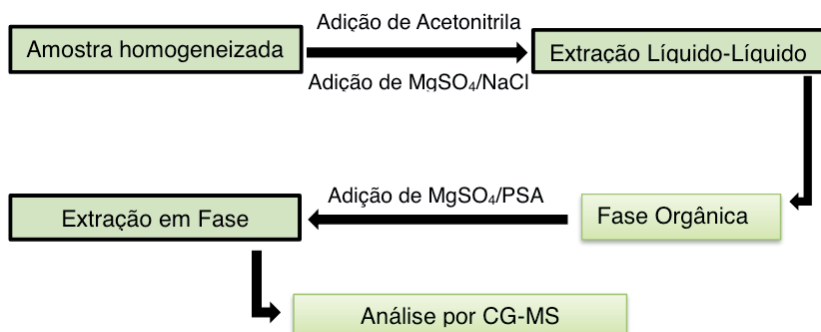 Adição de Acetonitrila
Amostra homogeneizada
Extração Líquido-Líquido
Adição de MgSO₄/NaCl
Adição de MgSO₄/PSA
Extração em Fase
Fase Orgânica
Análise por CG-MS